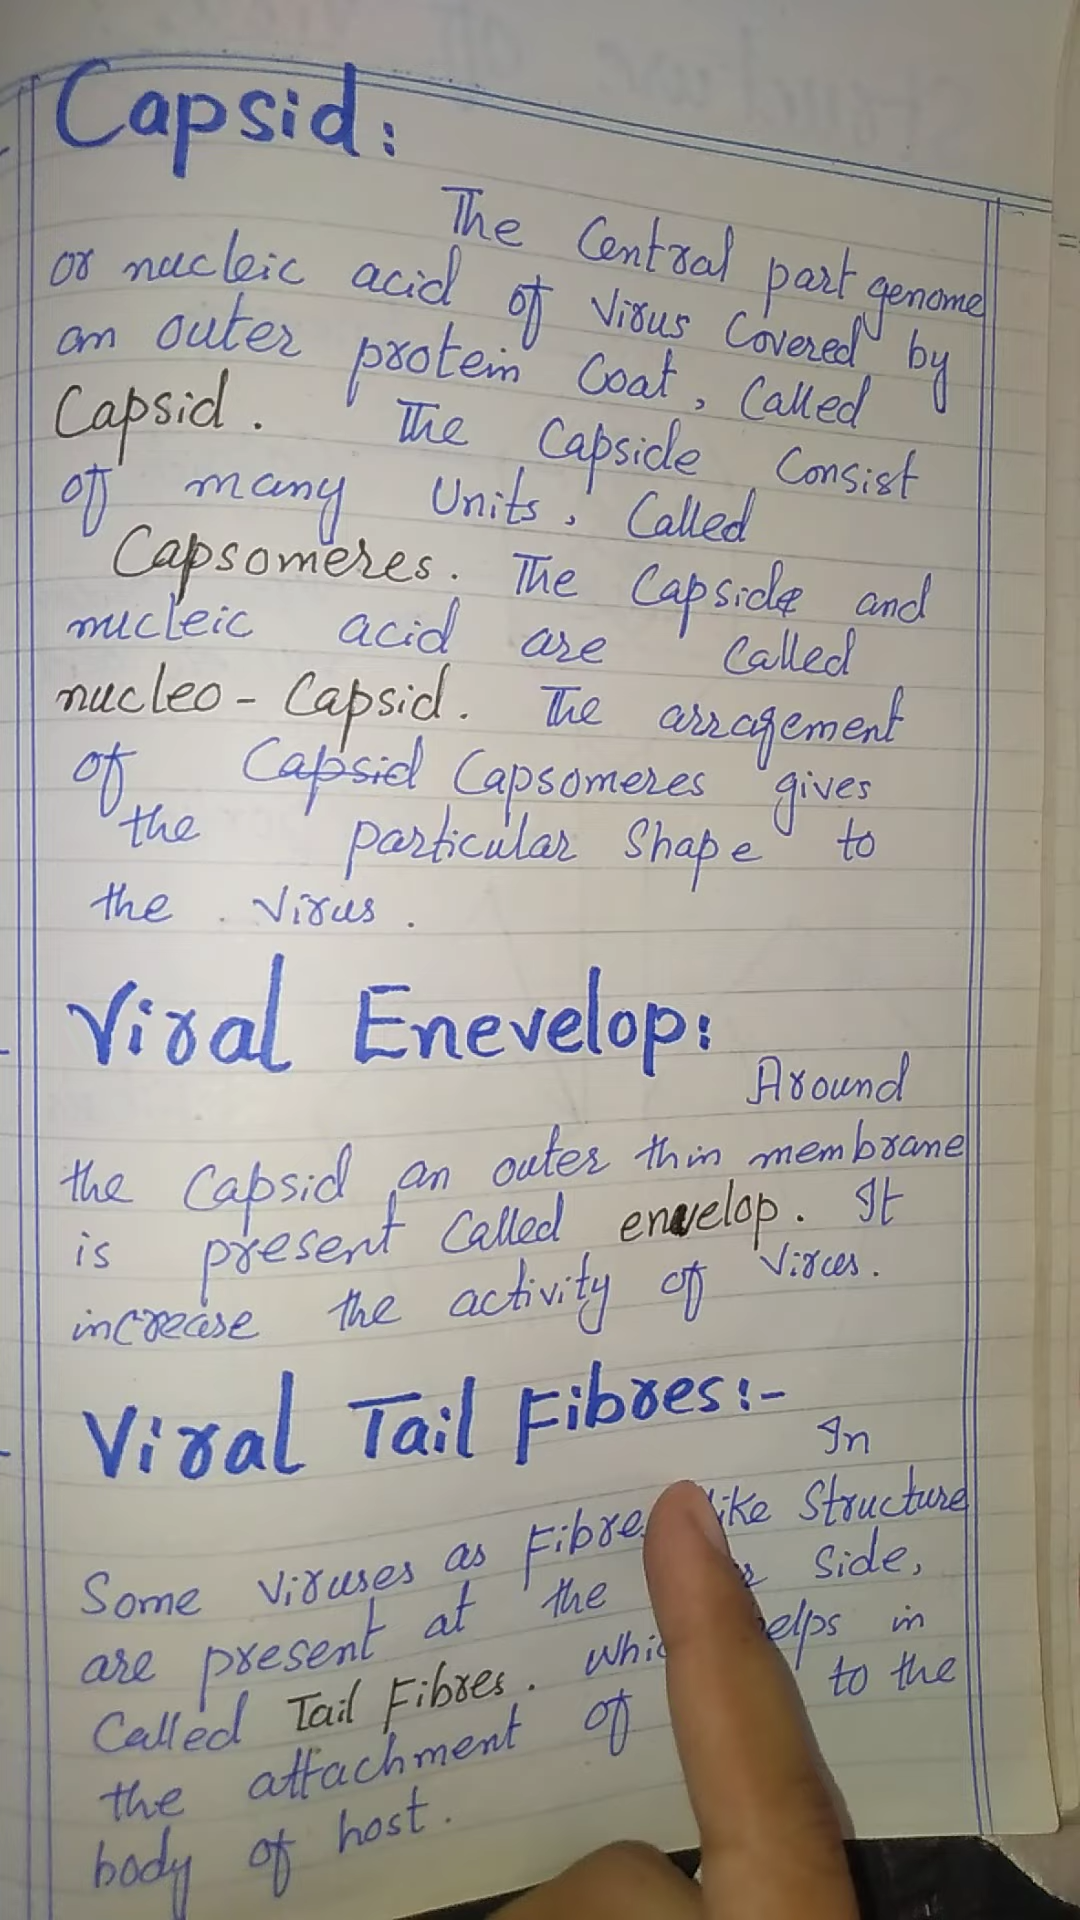 Capsid:
The Central part genome
or nucleic acid of virus Covered by
an outer protein Coat, Called
Capsid. The Capside Consist
of many Units, Called
Capsomeres. The Capside and
nucleic acid are Called
nucleo-Capsid. The arragement
of Capsid Capsomeres gives
the particular Shape to
the virus.
Viral Enevelop:
Around
the Capsid an outer thin membrane
is present Called envelop. It
increase the activity of
Viral Tail Fibres:-
In
Some viruses as Fibre like Structure
are present at the side,
Called Tail Fibres. in
the attachment of to the
body of host.